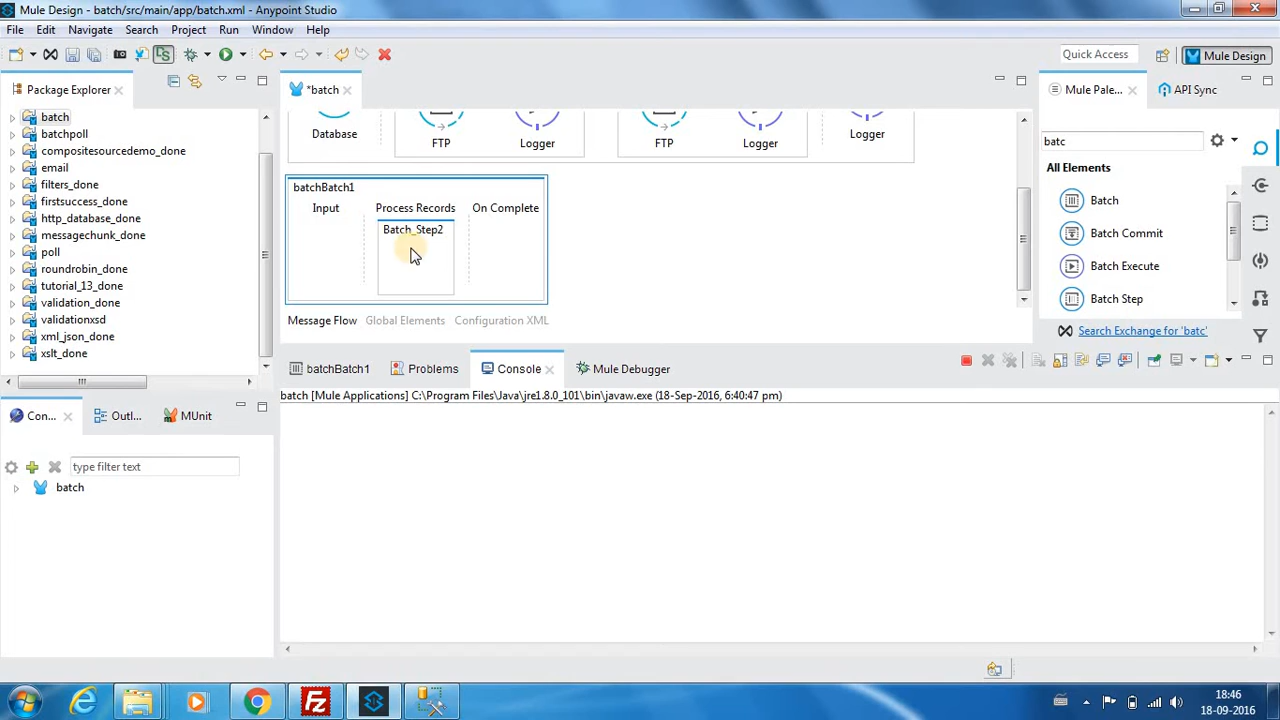 Mule Design - batch/src/main/app/batch.xml - Anypoint Studio
File Edit Navigate Search Project Run Window Help
DS
Quick Access
Mule Design
Package Explorer
*batch
Mule Pale...
API Sync
batch
batchpoll
compositesourcedemo_done
email
filters_done
firstsuccess_done
http_database_done
messagechunk_done
poll
roundrobin_done
tutorial_13_done
validation_done
validationxsd
xml_json_done
xslt_done
Database
FTP
Logger
FTP
Logger
Logger
batchBatch1
Input
Process Records
On Complete
Batch_Step2
Message Flow
Global Elements
Configuration XML
batc
All Elements
Batch
Batch Commit
Batch Execute
Batch Step
Search Exchange for 'batc'
batchBatch1
Problems
Console
Mule Debugger
batch [Mule Applications] C:\Program Files\Java\jre1.8.0_101\bin\javaw.exe (18-Sep-2016, 6:40:47 pm)
Con...
Outl...
MUnit
type filter text
batch
Fz
18:46
18-09-2016